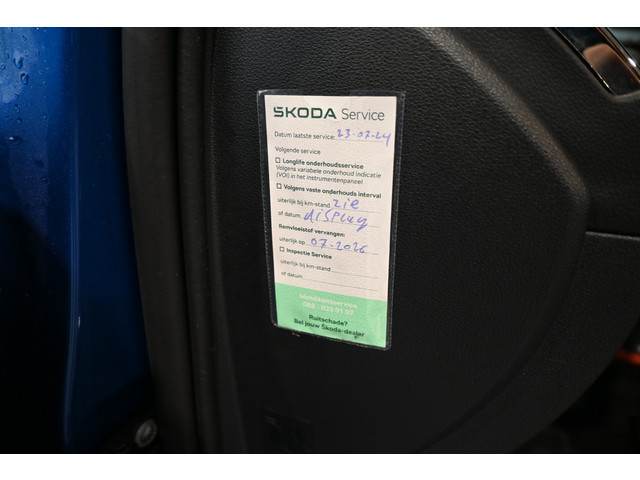 ŠKODA Service
Datum laatste service: 23-07-24
Volgende service
Longlife onderhoudsservice
Volgens variabele onderhoud indicatie
(VOI) in het instrumentenpaneel
Volgens vaste onderhouds interval
uiterlijk bij km-stand zie
of datum display
Remvloeistof vervangen:
uiterlijk op 07-2026
Inspectie Service
uiterlijk bij km-stand
of datum
Ruitschade?
Bel jouw Škoda-dealer